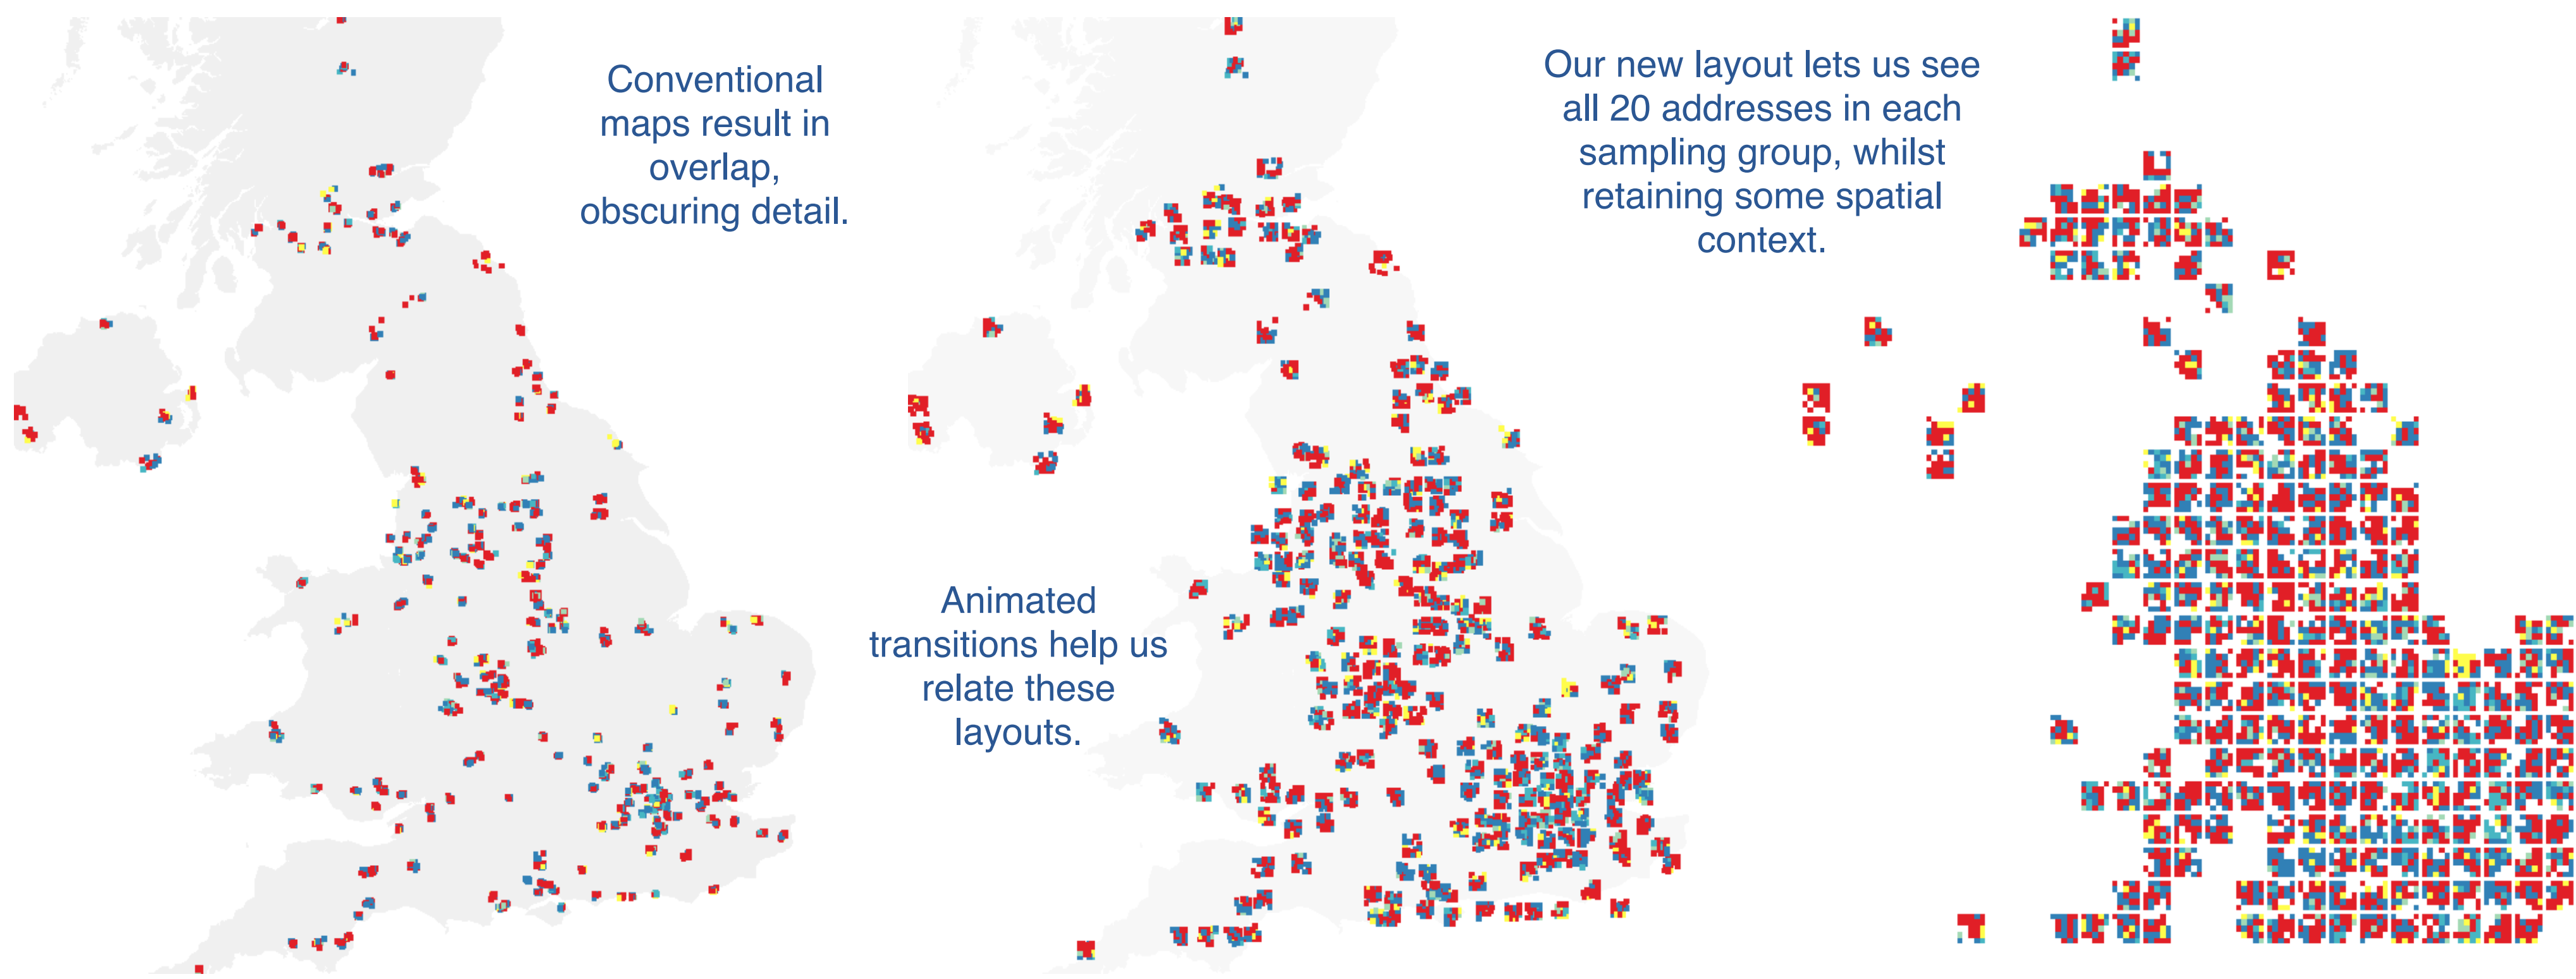 Conventional
maps result in
overlap,
obscuring detail.
Animated
transitions help us
relate these
layouts.
Our new layout lets us see
all 20 addresses in each
sampling group, whilst
retaining some spatial
context.